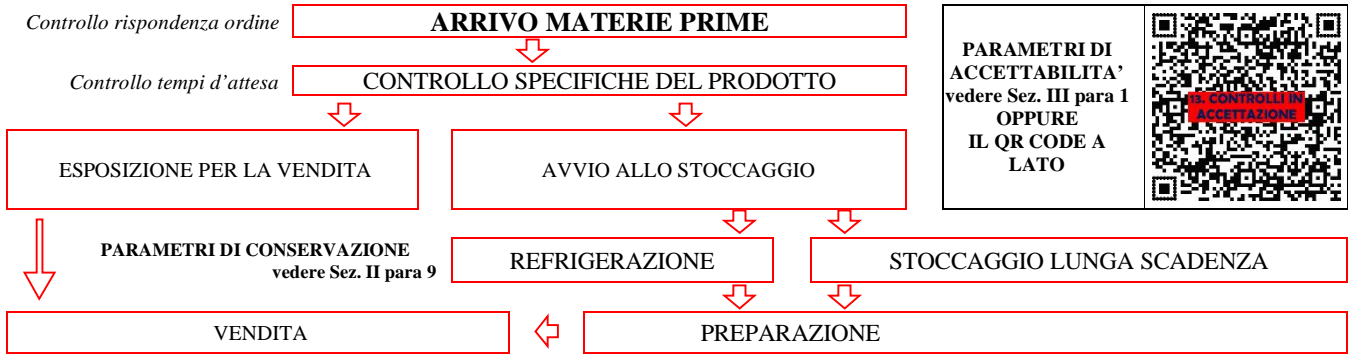 Controllo rispondenza ordine
ARRIVO MATERIE PRIME
Controllo tempi d'attesa
CONTROLLO SPECIFICHE DEL PRODOTTO
PARAMETRI DI
ACCETTABILITA'
vedere Sez. III para 1
OPPURE
IL QR CODE A
LATO
13. CONTROLLI IN
ACCETTAZIONE
ESPOSIZIONE PER LA VENDITA
AVVIO ALLO STOCCAGGIO
PARAMETRI DI CONSERVAZIONE
vedere Sez. II para 9
REFRIGERAZIONE
STOCCAGGIO LUNGA SCADENZA
VENDITA
PREPARAZIONE